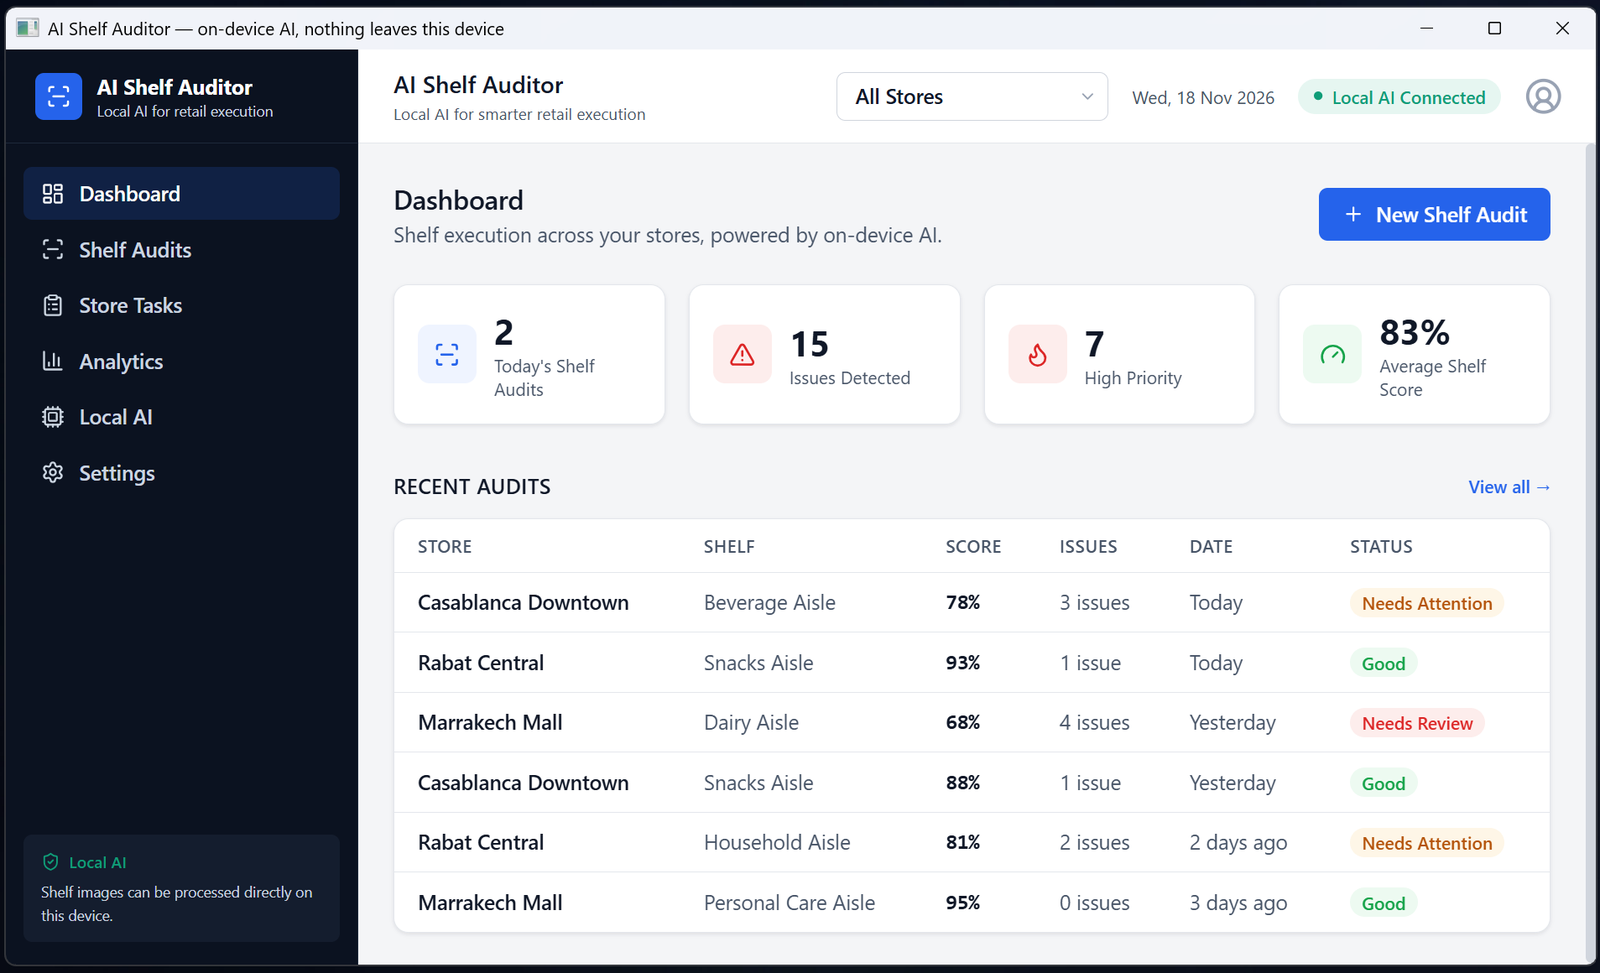 AI Shelf Auditor — on-device AI, nothing leaves this device
AI Shelf Auditor
Local AI for retail execution
Dashboard
Shelf Audits
Store Tasks
Analytics
Local AI
Settings
Local AI
Shelf images can be processed directly on
this device.
AI Shelf Auditor
Local AI for smarter retail execution
All Stores
Wed, 18 Nov 2026
Local AI Connected
Dashboard
Shelf execution across your stores, powered by on-device AI.
+ New Shelf Audit
2
Today's Shelf
Audits
15
Issues Detected
7
High Priority
83%
Average Shelf
Score
RECENT AUDITS
View all →
STORE SHELF SCORE ISSUES DATE STATUS
Casablanca Downtown Beverage Aisle 78% 3 issues Today Needs Attention
Rabat Central Snacks Aisle 93% 1 issue Today Good
Marrakech Mall Dairy Aisle 68% 4 issues Yesterday Needs Review
Casablanca Downtown Snacks Aisle 88% 1 issue Yesterday Good
Rabat Central Household Aisle 81% 2 issues 2 days ago Needs Attention
Marrakech Mall Personal Care Aisle 95% 0 issues 3 days ago Good